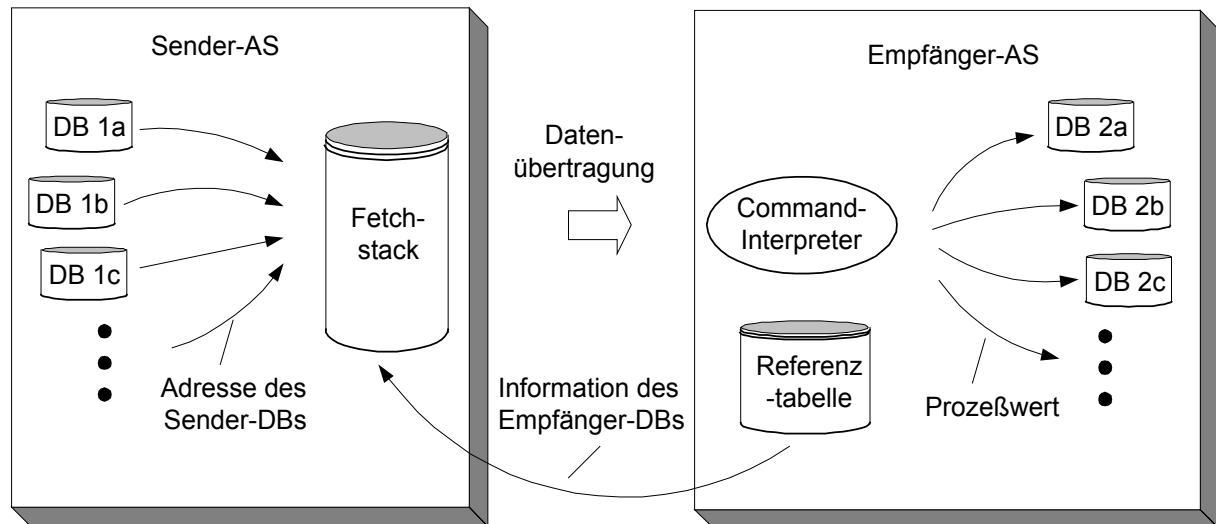 Sender-AS
DB 1a
DB 1b
DB 1c
Fetch-
stack
Adresse des
Sender-DBs
Daten-
übertragung
Information des
Empfänger-DBs
Empfänger-AS
Command-
Interpreter
Referenz
-tabelle
DB 2a
DB 2b
DB 2c
Prozeßwert